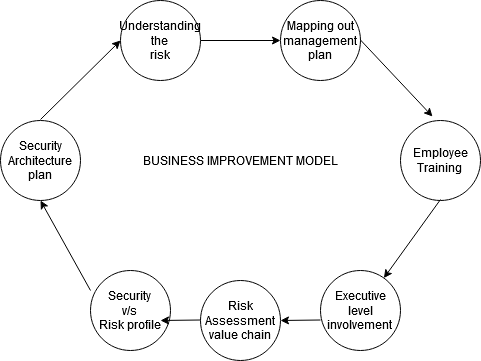 Understanding
the
risk
Mapping out
management
plan
Employee
Training
Executive
level
involvement
Risk
Assessment
value chain
Security
v/s
Risk profile
Security
Architecture
plan
BUSINESS IMPROVEMENT MODEL